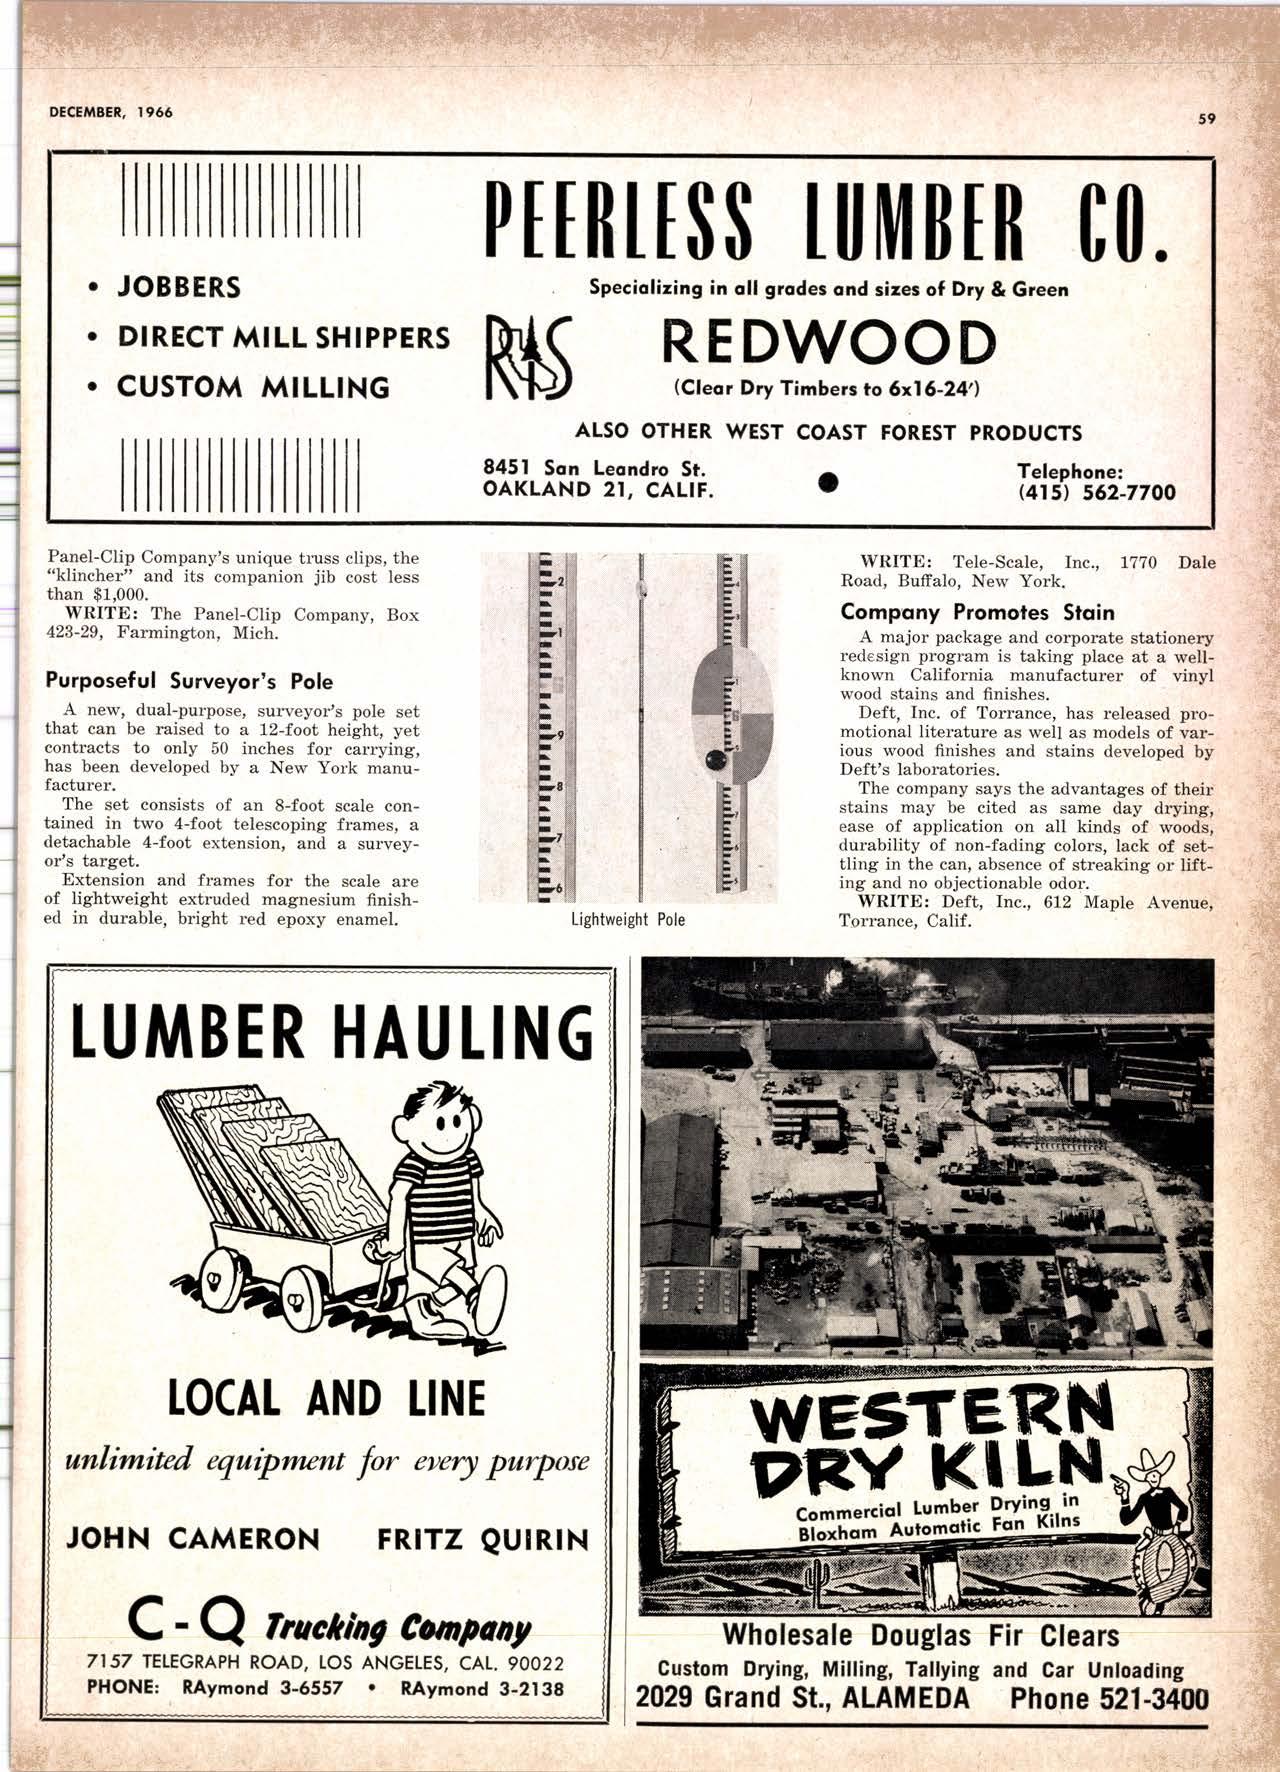 DECEMBER, 1966
59
PEERLESS LUMBER CO.
• JOBBERS
• DIRECT MILL SHIPPERS
• CUSTOM MILLING
Specializing in all grades and sizes of Dry & Green
RIS
REDWOOD
(Clear Dry Timbers to 6x16-24')
ALSO OTHER WEST COAST FOREST PRODUCTS
8451 San Leandro St.
OAKLAND 21, CALIF.
Telephone:
(415) 562-7700
Panel-Clip Company's unique truss clips, the
"klincher" and its companion jib cost less
than $1,000.
WRITE: The Panel-Clip Company, Box
423-29, Farmington, Mich.
Purposeful Surveyor's Pole
A new, dual-purpose, surveyor's pole set
that can be raised to a 12-foot height, yet
contracts to only 50 inches for carrying,
has been developed by a New York manu-
facturer.
The set consists of an 8-foot scale con-
tained in two 4-foot telescoping frames, a
detachable 4-foot extension, and a survey-
or's target.
Extension and frames for the scale are
of lightweight extruded magnesium finish-
ed in durable, bright red epoxy enamel.
2
1
9
8
7
6
4
3
1
6
5
7
6
5
Lightweight Pole
WRITE: Tele-Scale, Inc., 1770 Dale
Road, Buffalo, New York.
Company Promotes Stain
A major package and corporate stationery
redesign program is taking place at a well-
known California manufacturer of vinyl
wood stains and finishes.
Deft, Inc. of Torrance, has released pro-
motional literature as well as models of var-
ious wood finishes and stains developed by
Deft's laboratories.
The company says the advantages of their
stains may be cited as same day drying,
ease of application on all kinds of woods,
durability of non-fading colors, lack of set-
tling in the can, absence of streaking or lift-
ing and no objectionable odor.
WRITE: Deft, Inc., 612 Maple Avenue,
Torrance, Calif.
LUMBER HAULING
LOCAL AND LINE
unlimited equipment for every purpose
JOHN CAMERON FRITZ QUIRIN
C-Q Trucking Company
7157 TELEGRAPH ROAD, LOS ANGELES, CAL. 90022
PHONE: RAymond 3-6557 • RAymond 3-2138
WESTERN
DRY KILN
Commercial Lumber Drying in
Bloxham Automatic Fan Kilns
Wholesale Douglas Fir Clears
Custom Drying, Milling, Tallying and Car Unloading
2029 Grand St., ALAMEDA Phone 521-3400